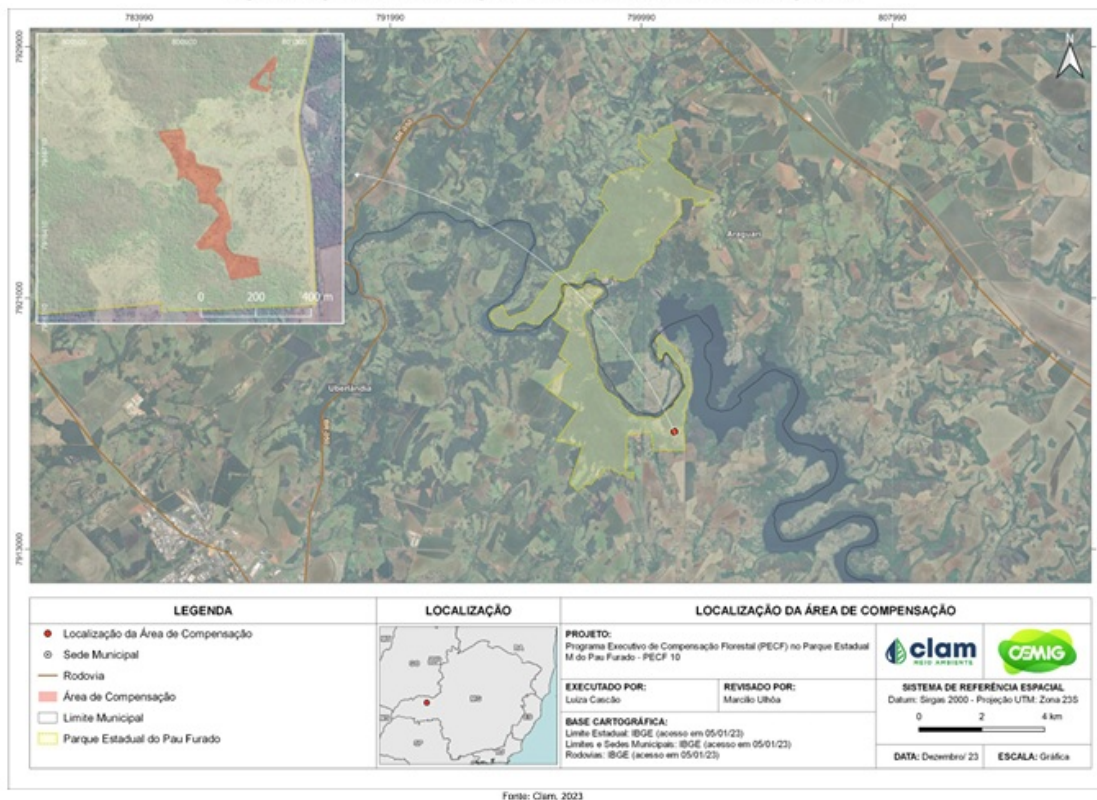 783990 791990 799990 807990
7929000
7921000
7913000
N
0 200 400 m
Araguari
Uberlândia
LEGENDA
Localização da Área de Compensação
Sede Municipal
Rodovia
Área de Compensação
Limite Municipal
Parque Estadual do Pau Furado
LOCALIZAÇÃO
MG
LOCALIZAÇÃO DA ÁREA DE COMPENSAÇÃO
PROJETO:
Programa Executivo de Compensação Florestal (PECF) no Parque Estadual
M do Pau Furado - PECF 10
EXECUTADO POR:
Luiza Cascão
REVISADO POR:
Marcilio Ulhôa
BASE CARTOGRÁFICA:
Limite Estadual: IBGE (acesso em 05/01/23)
Limites e Sedes Municipais: IBGE (acesso em 05/01/23)
Rodovias: IBGE (acesso em 05/01/23)
clam
MEIO AMBIENTE
CEMIG
SISTEMA DE REFERÊNCIA ESPACIAL
Datum: Sirgas 2000 - Projeção UTM: Zona 23S
0 2 4 km
DATA: Dezembro/ 23
ESCALA: Gráfica
Fonte: Clam, 2023